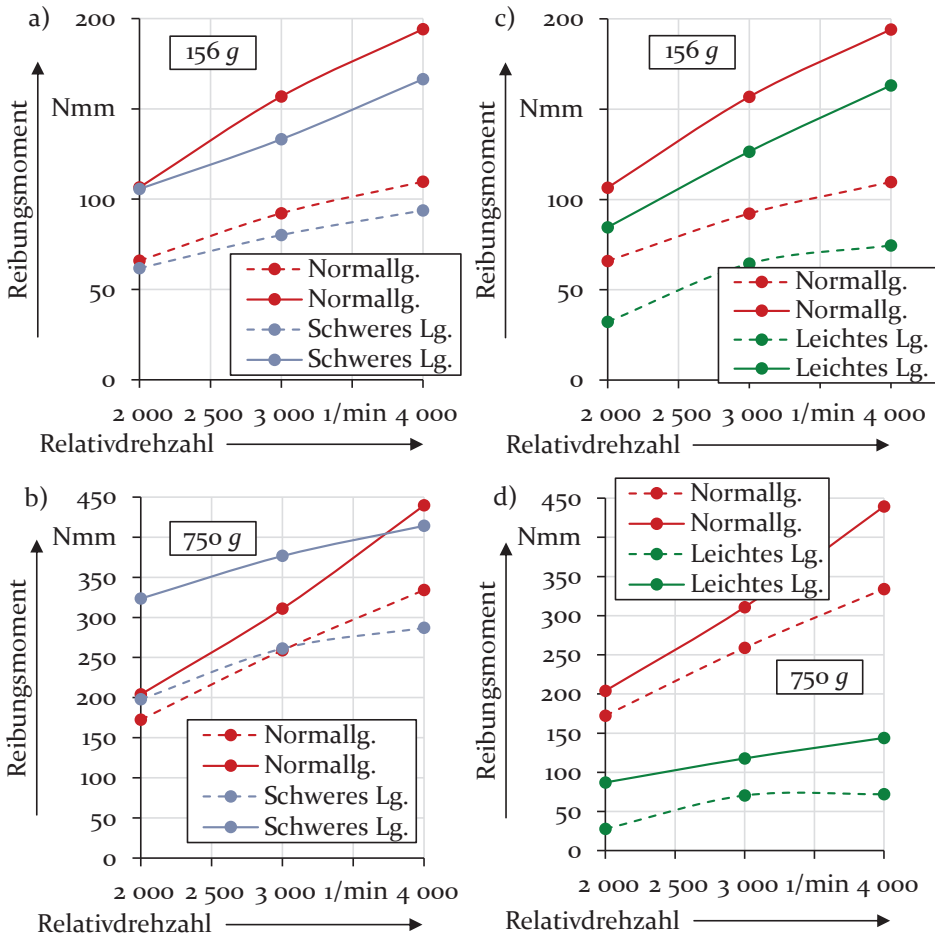 a)
200
156 g
Nmm
100
50
0
Reibungsmoment
Normallg.
Normallg.
Schweres Lg.
Schweres Lg.
2 000 2 500 3 000 1/min 4 000
Relativdrehzahl
c)
200
156 g
Nmm
100
50
0
Reibungsmoment
Normallg.
Normallg.
Leichtes Lg.
Leichtes Lg.
2 000 2 500 3 000 1/min 4 000
Relativdrehzahl
b)
450
750 g
Nmm
350
300
250
200
150
100
50
0
Reibungsmoment
Normallg.
Normallg.
Schweres Lg.
Schweres Lg.
2 000 2 500 3 000 1/min 4 000
Relativdrehzahl
d)
450
Nmm
350
300
250
200
150
100
50
0
Reibungsmoment
Normallg.
Normallg.
Leichtes Lg.
Leichtes Lg.
750 g
2 000 2 500 3 000 1/min 4 000
Relativdrehzahl